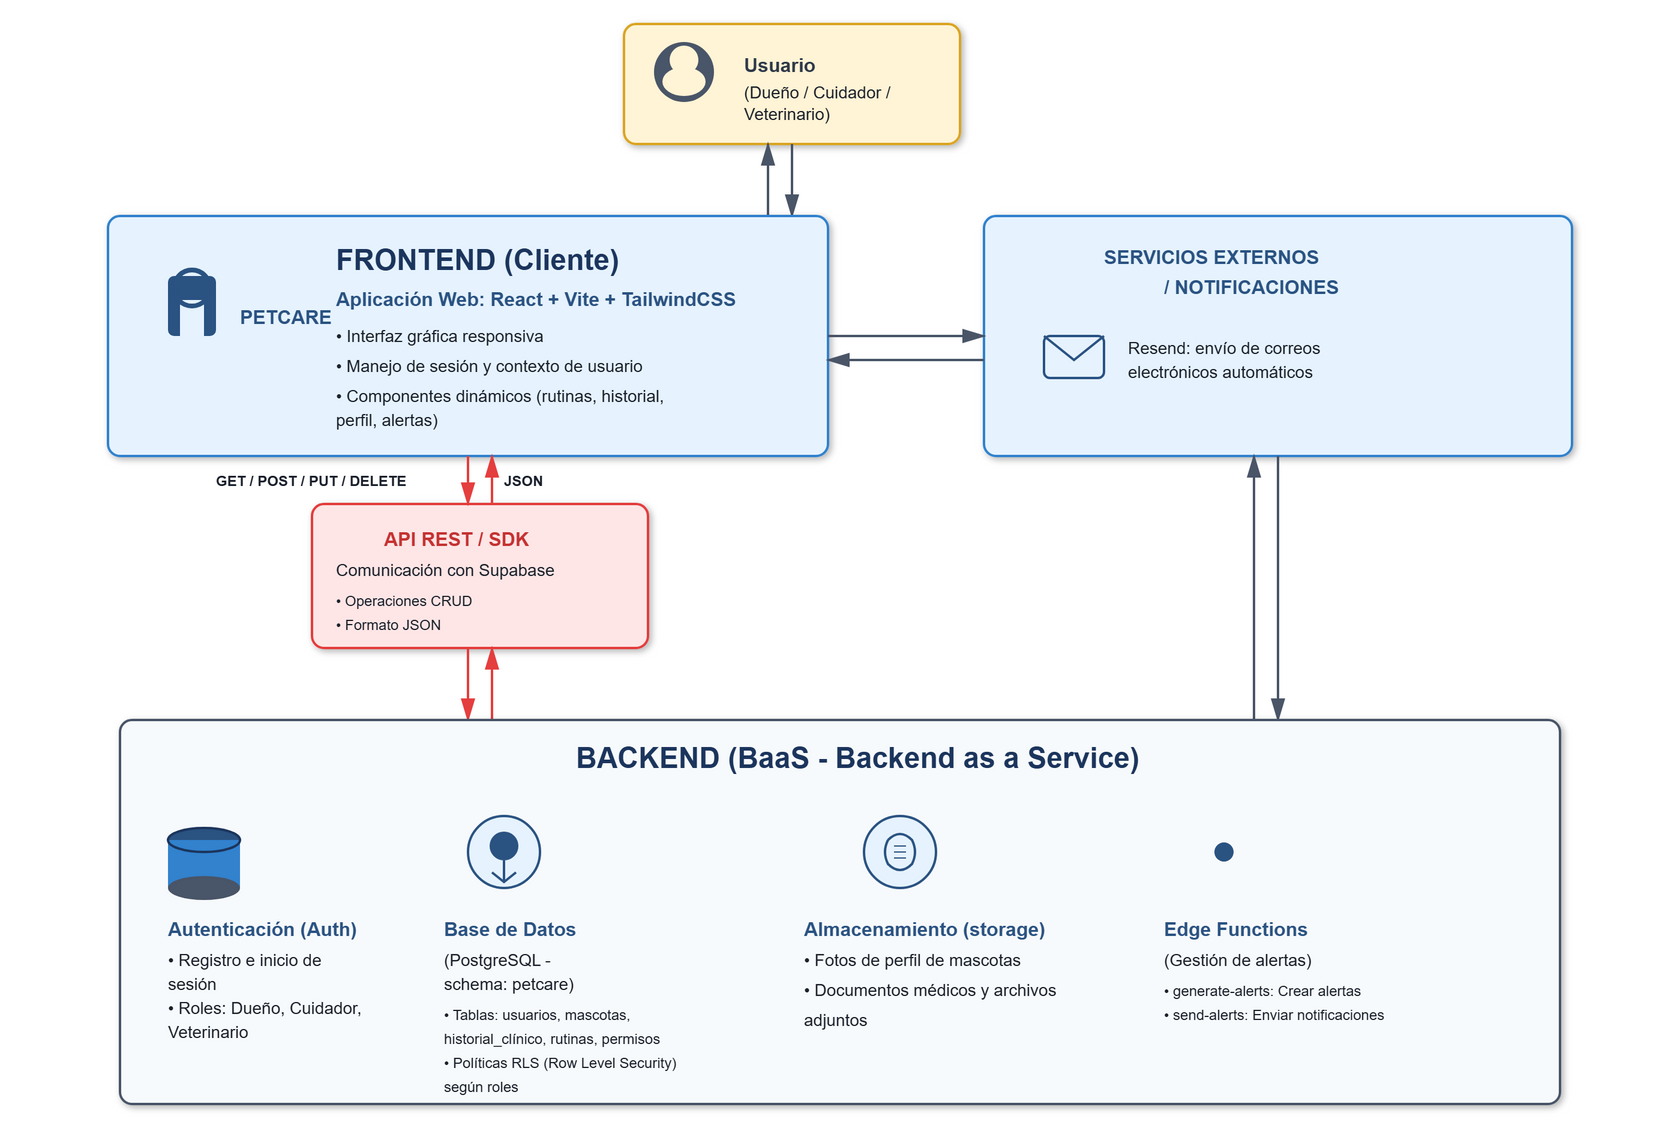 Usuario
(Dueño / Cuidador /
Veterinario)
FRONTEND (Cliente)
PETCARE
Aplicación Web: React + Vite + TailwindCSS
• Interfaz gráfica responsiva
• Manejo de sesión y contexto de usuario
• Componentes dinámicos (rutinas, historial,
perfil, alertas)
SERVICIOS EXTERNOS
/ NOTIFICACIONES
Resend: envío de correos
electrónicos automáticos
GET / POST / PUT / DELETE
JSON
API REST / SDK
Comunicación con Supabase
• Operaciones CRUD
• Formato JSON
BACKEND (BaaS - Backend as a Service)
Autenticación (Auth)
• Registro e inicio de
sesión
• Roles: Dueño, Cuidador,
Veterinario
Base de Datos
(PostgreSQL -
schema: petcare)
• Tablas: usuarios, mascotas,
historial_clínico, rutinas, permisos
• Políticas RLS (Row Level Security)
según roles
Almacenamiento (storage)
• Fotos de perfil de mascotas
• Documentos médicos y archivos
adjuntos
Edge Functions
(Gestión de alertas)
• generate-alerts: Crear alertas
• send-alerts: Enviar notificaciones